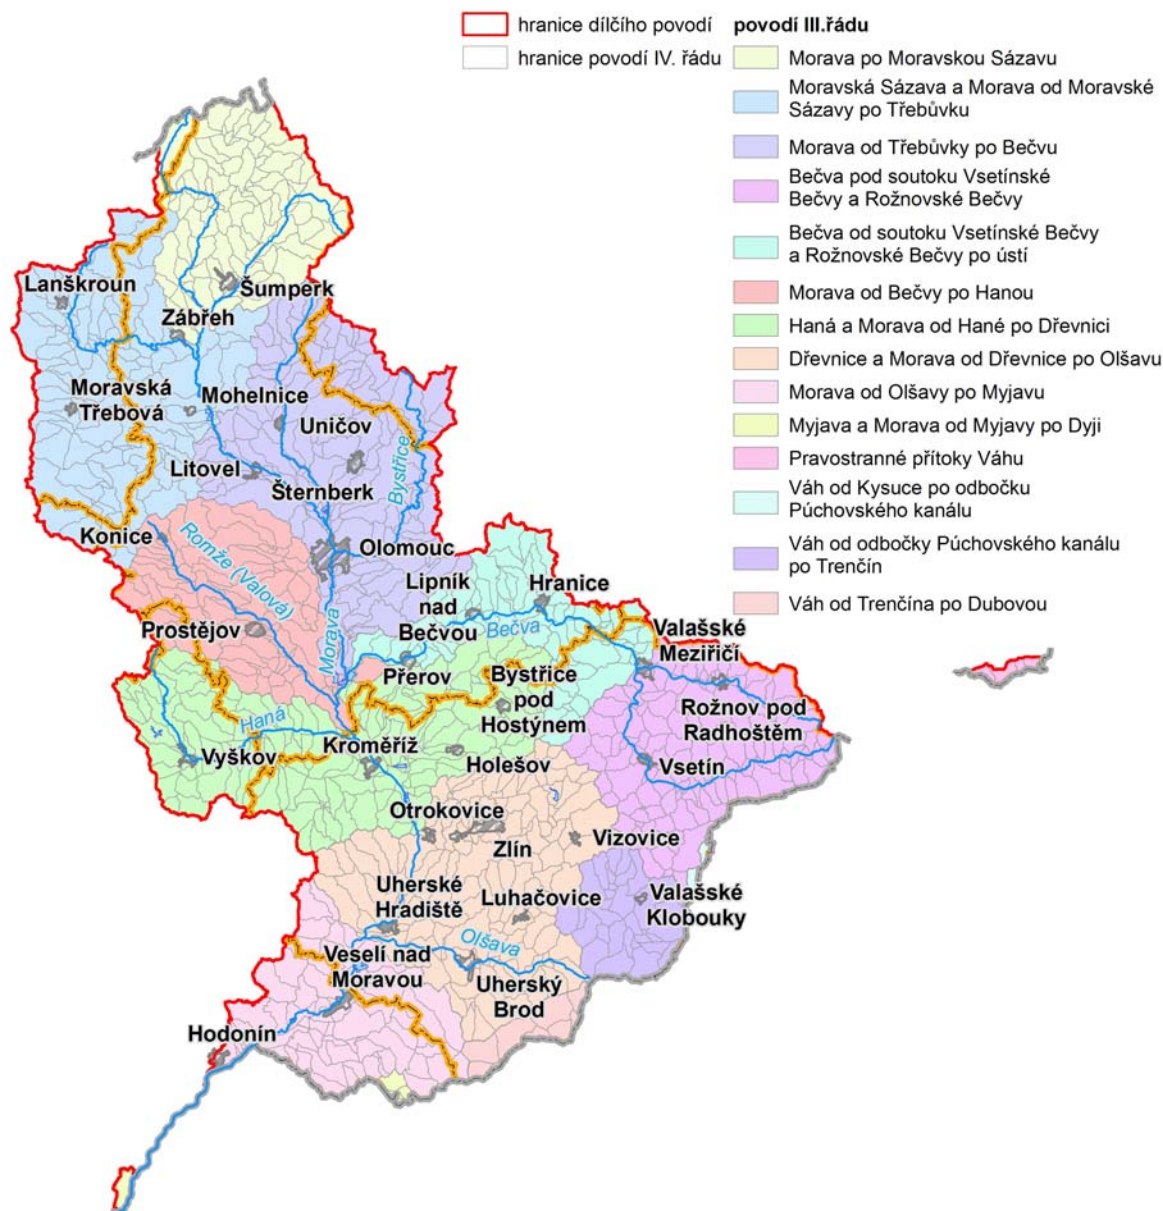 hranice dílčího povodí
hranice povodí IV. řádu
povodí III.řádu
Morava po Moravskou Sázavu
Moravská Sázava a Morava od Moravské
Sázavy po Třebůvku
Morava od Třebůvky po Bečvu
Bečva pod soutoku Vsetínské
Bečvy a Rožnovské Bečvy
Bečva od soutoku Vsetínské Bečvy
a Rožnovské Bečvy po ústí
Morava od Bečvy po Hanou
Haná a Morava od Hané po Dřevnici
Dřevnice a Morava od Dřevnice po Olšavu
Morava od Olšavy po Myjavu
Myjava a Morava od Myjavy po Dyji
Pravostranné přítoky Váhu
Váh od Kysuce po odbočku
Púchovského kanálu
Váh od odbočky Púchovského kanálu
po Trenčín
Váh od Trenčína po Dubovou
Lanškroun
Šumperk
Zábřeh
Moravská
Třebová
Mohelnice
Uničov
Bystřice
Litovel
Šternberk
Konice
Romže (Valová)
Olomouc
Lipník
nad
Bečvou
Hranice
Bečva
Prostějov
Morava
Přerov
Valašské
Meziříčí
Bystřice
pod
Hostýnem
Rožnov pod
Radhoštěm
Haná
Vyškov
Kroměříž
Holešov
Vsetín
Otrokovice
Zlín
Vizovice
Uherské
Hradiště
Luhačovice
Valašské
Klobouky
Olšava
Veselí nad
Moravou
Uherský
Brod
Hodonín